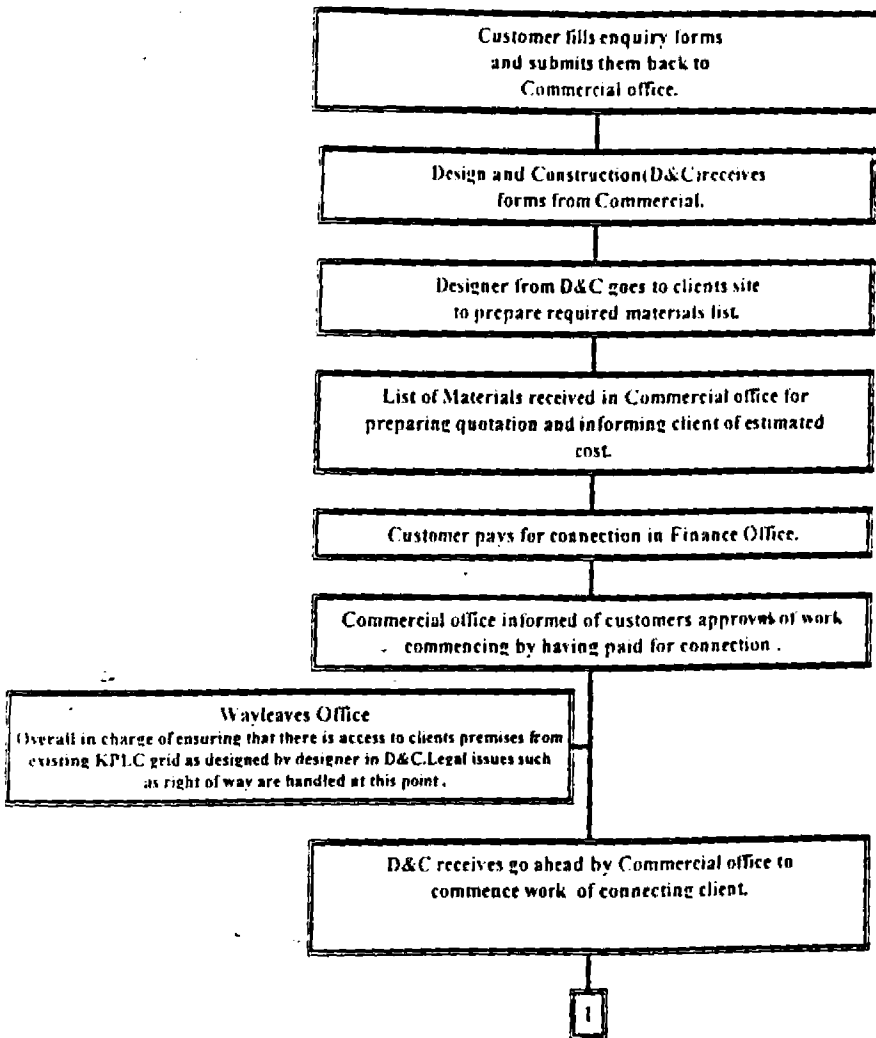 Customer fills enquiry forms
and submits them back to
Commercial office.
Design and Construction(D&C)receives
forms from Commercial.
Designer from D&C goes to clients site
to prepare required materials list.
List of Materials received in Commercial office for
preparing quotation and informing client of estimated
cost.
Customer pays for connection in Finance Office.
Commercial office informed of customers approval of work
commencing by having paid for connection .
Wayleaves Office
Overall in charge of ensuring that there is access to clients premises from
existing KPLC grid as designed by designer in D&C.Legal issues such
as right of way are handled at this point .
D&C receives go ahead by Commercial office to
commence work of connecting client.
1